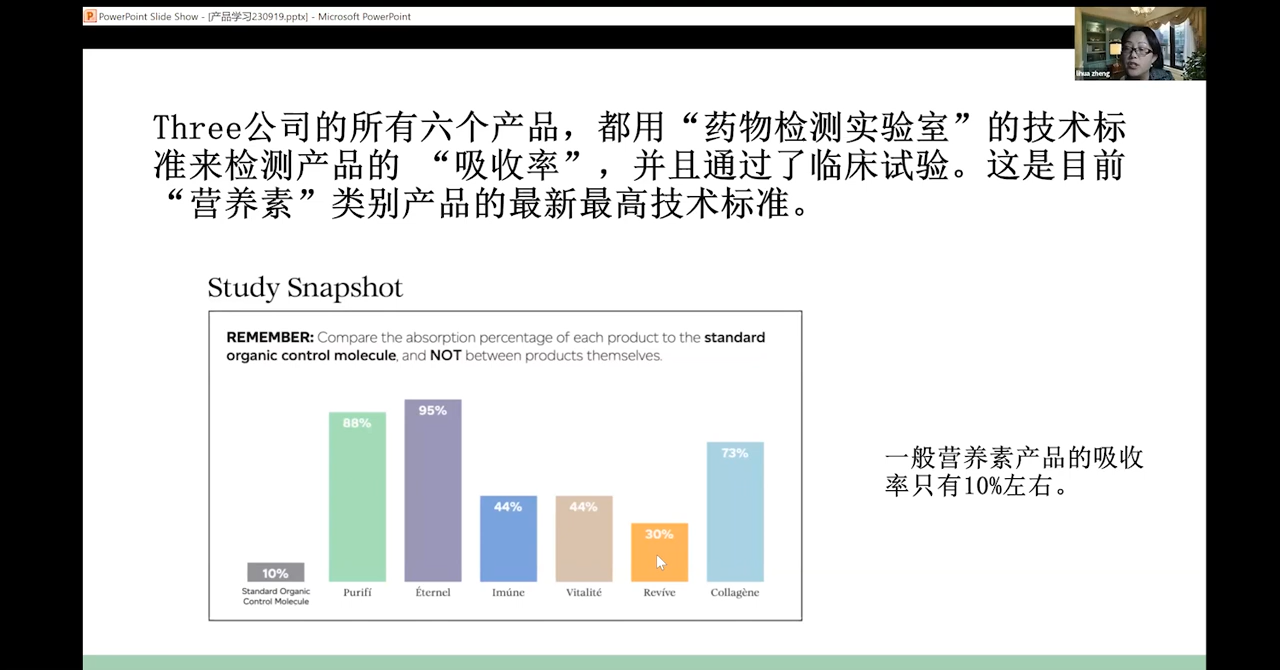 PowerPoint Slide Show - [产品学习230919.pptx] - Microsoft PowerPoint
lihua zheng
Three公司的所有六个产品，都用“药物检测实验室”的技术标
准来检测产品的 “吸收率”，并且通过了临床试验。这是目前
“营养素”类别产品的最新最高技术标准。
Study Snapshot
REMEMBER: Compare the absorption percentage of each product to the standard
organic control molecule, and NOT between products themselves.
10%
88%
95%
44%
44%
30%
73%
Standard Organic
Control Molecule
Purifí
Éternel
Imúne
Vitalité
Revíve
Collagène
一般营养素产品的吸收
率只有10%左右。